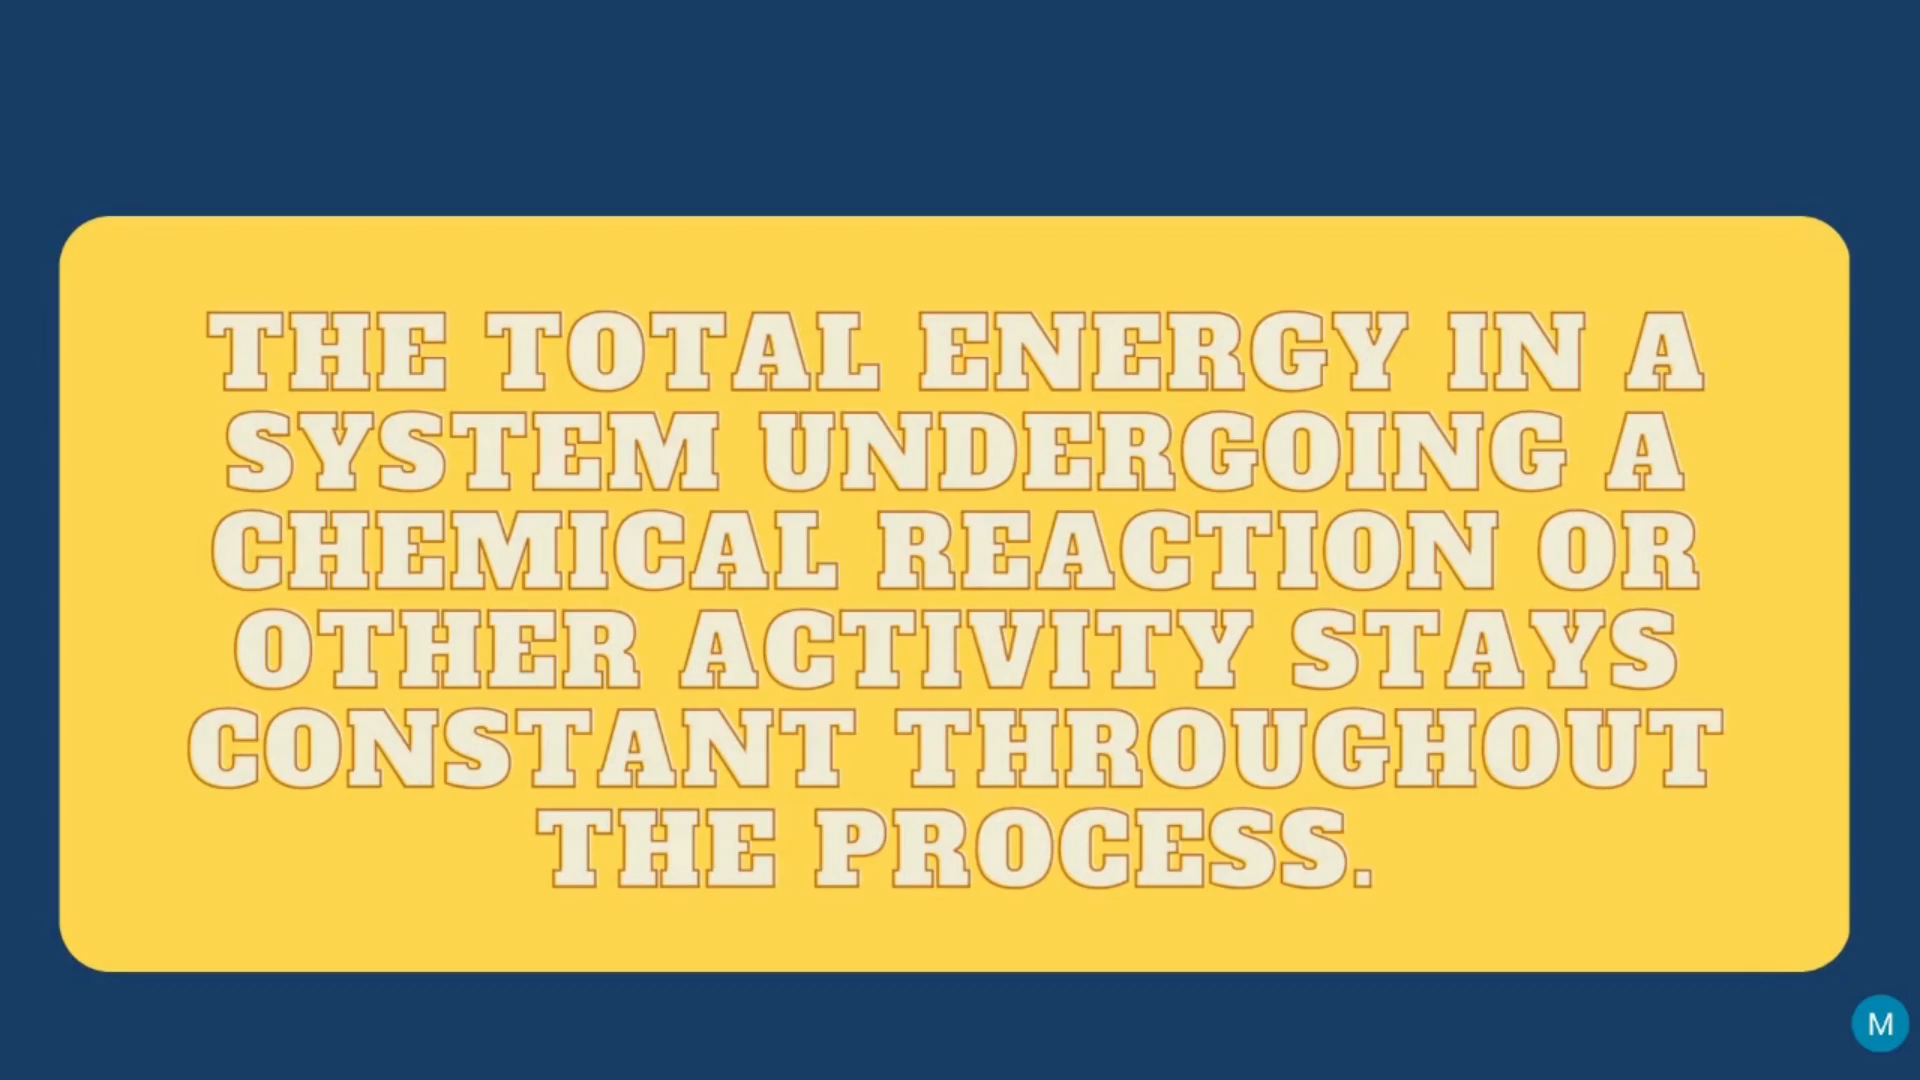 THE TOTAL ENERGY IN A
SYSTEM UNDERGOING A
CHEMICAL REACTION OR
OTHER ACTIVITY STAYS
CONSTANT THROUGHOUT
THE PROCESS.
M